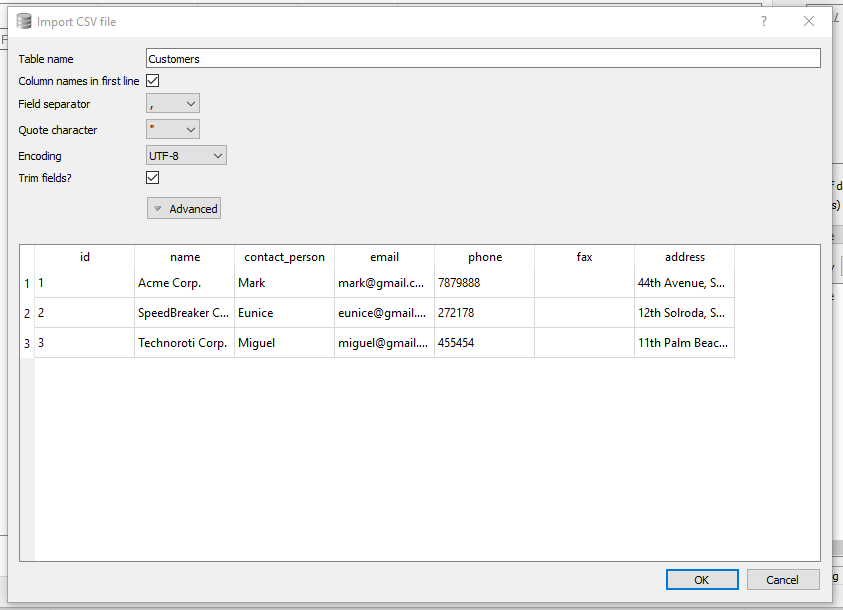 Import CSV file
?
Table name Customers
Column names in first line
Field separator ,
Quote character "
Encoding UTF-8
Trim fields?
Advanced
id name contact_person email phone fax address
1 1 Acme Corp. Mark mark@gmail.c... 7879888 44th Avenue, S...
2 2 SpeedBreaker C... Eunice eunice@gmail.... 272178 12th Solroda, S...
3 3 Technoroti Corp. Miguel miguel@gmail.... 455454 11th Palm Beac...
OK Cancel